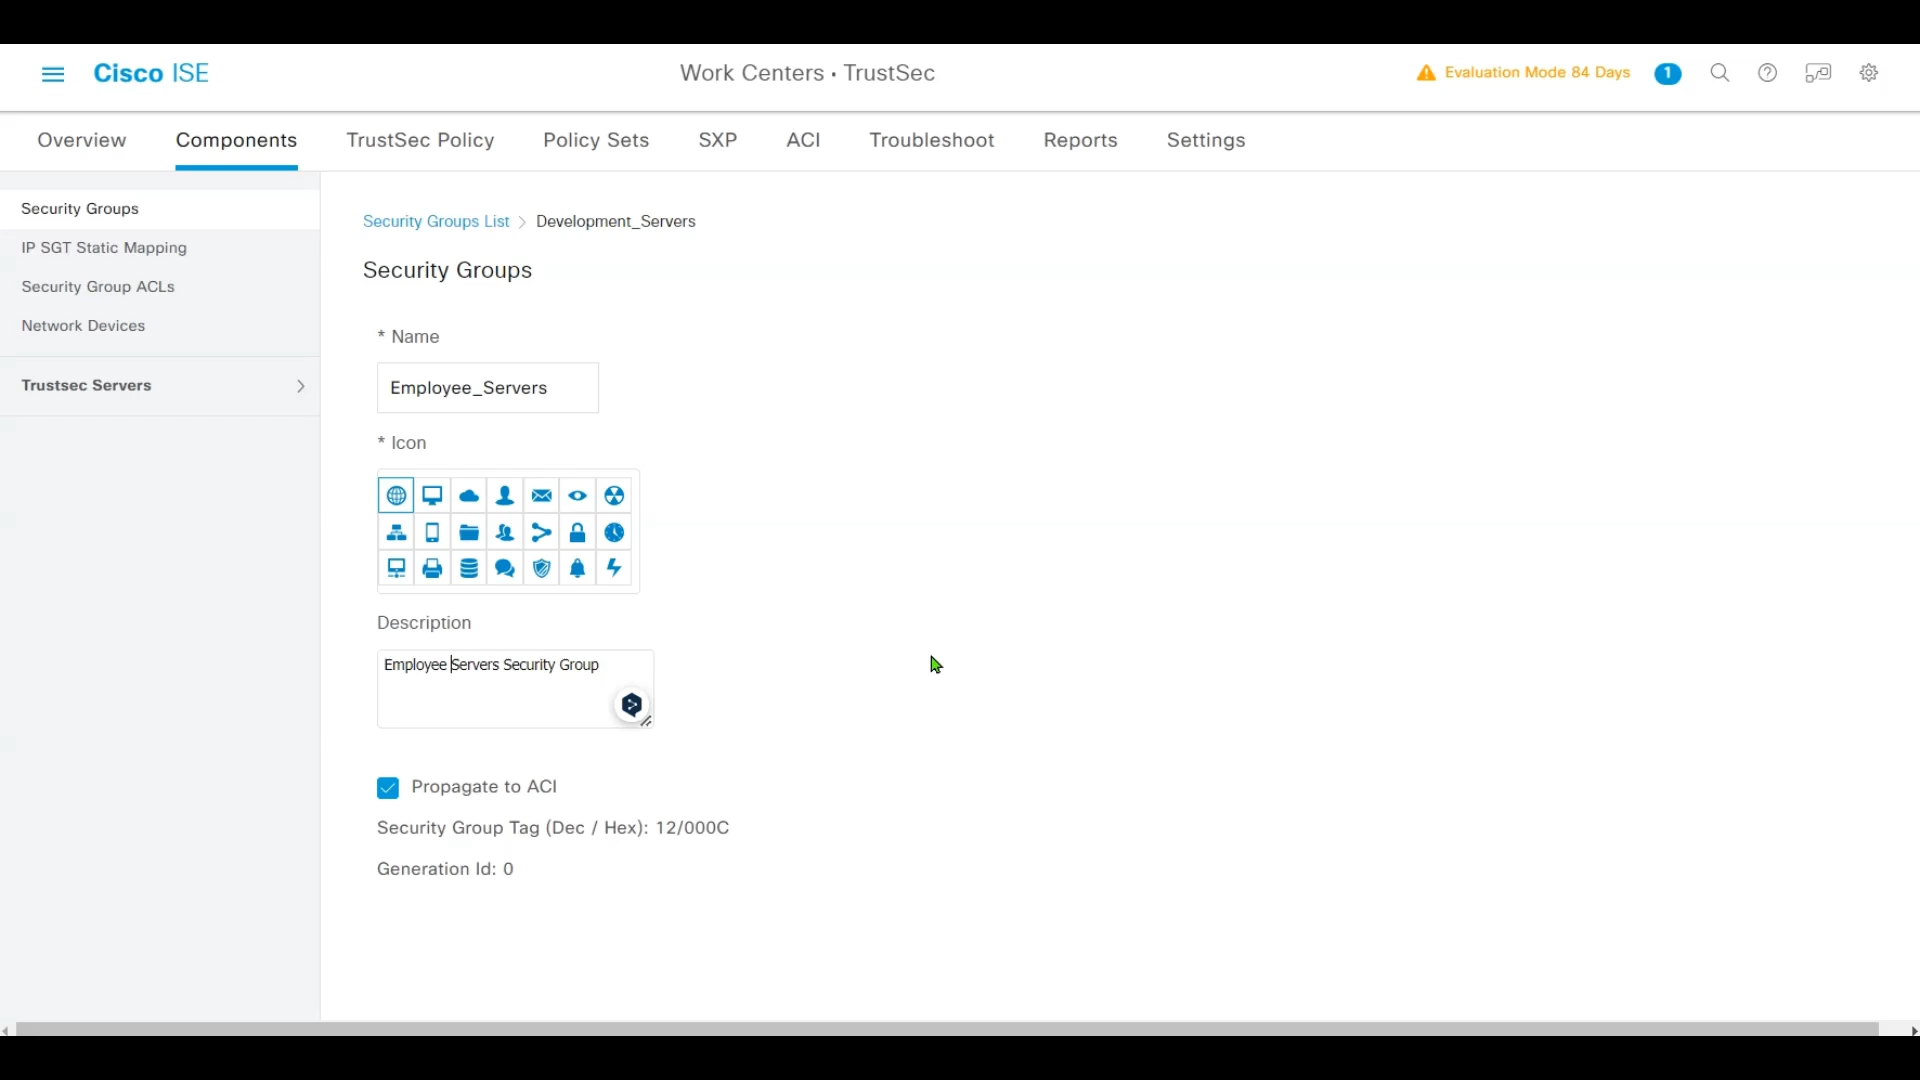 Cisco ISE
Work Centers · TrustSec
Evaluation Mode 84 Days
1
Overview
Components
TrustSec Policy
Policy Sets
SXP
ACI
Troubleshoot
Reports
Settings
Security Groups
IP SGT Static Mapping
Security Group ACLs
Network Devices
Trustsec Servers
Security Groups List > Development_Servers
Security Groups
* Name
Employee_Servers
* Icon
Description
Employee Servers Security Group
Propagate to ACI
Security Group Tag (Dec / Hex): 12/000C
Generation Id: 0